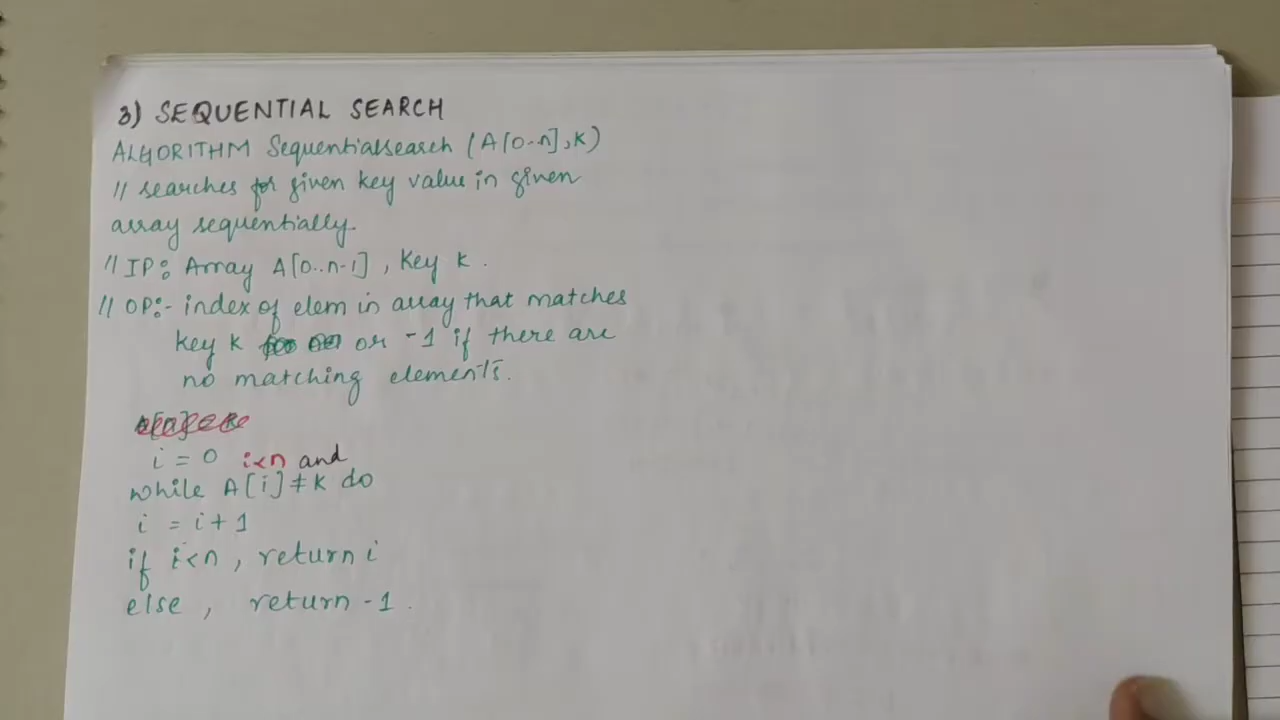 3) SEQUENTIAL SEARCH
ALGORITHM Sequentialsearch (A[0..n], K)
// searches for given key value in given
array sequentially.
// IP: Array A[0..n-1], Key K.
// OP:- index of elem in array that matches
key K or -1 if there are
no matching elements.
i = 0 i<n and
while A[i] ≠ K do
i = i + 1
if i<n, return i
else, return -1.